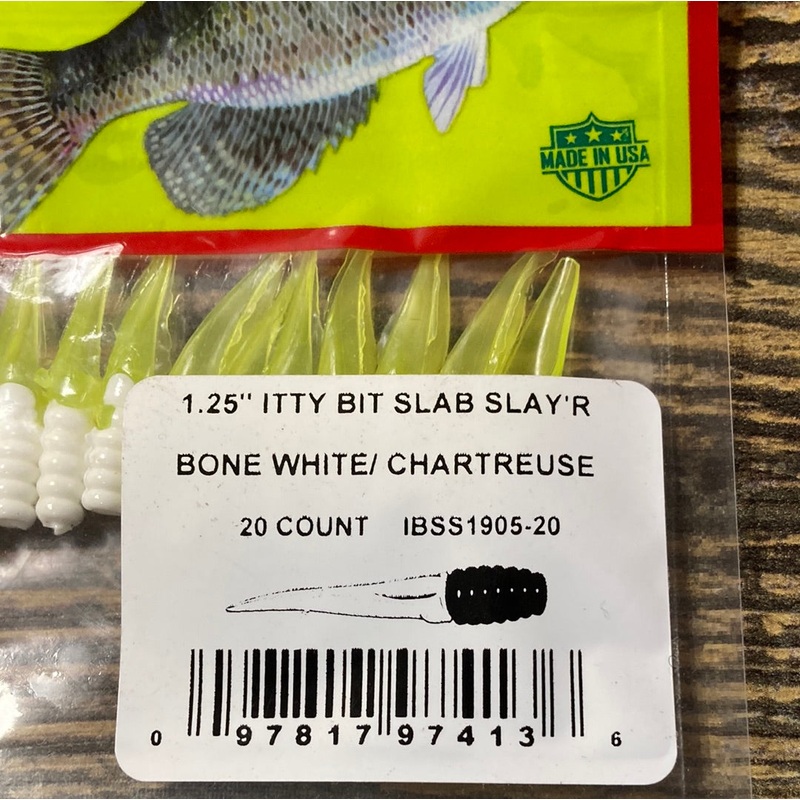 MADE IN USA
1.25" ITTY BIT SLAB SLAY'R
BONE WHITE/ CHARTREUSE
20 COUNT IBSS1905-20
0 97817 97413 6